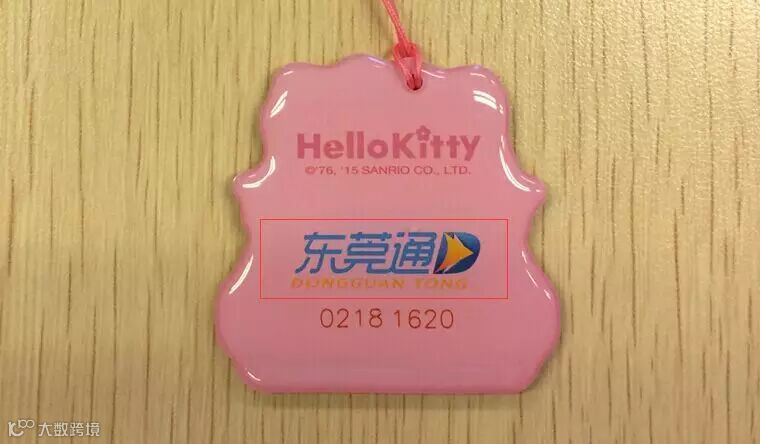 HelloKitty
©'76, '15 SANRIO CO., LTD.
东莞通
DONGGUAN TONG
0218 1620
大数跨境